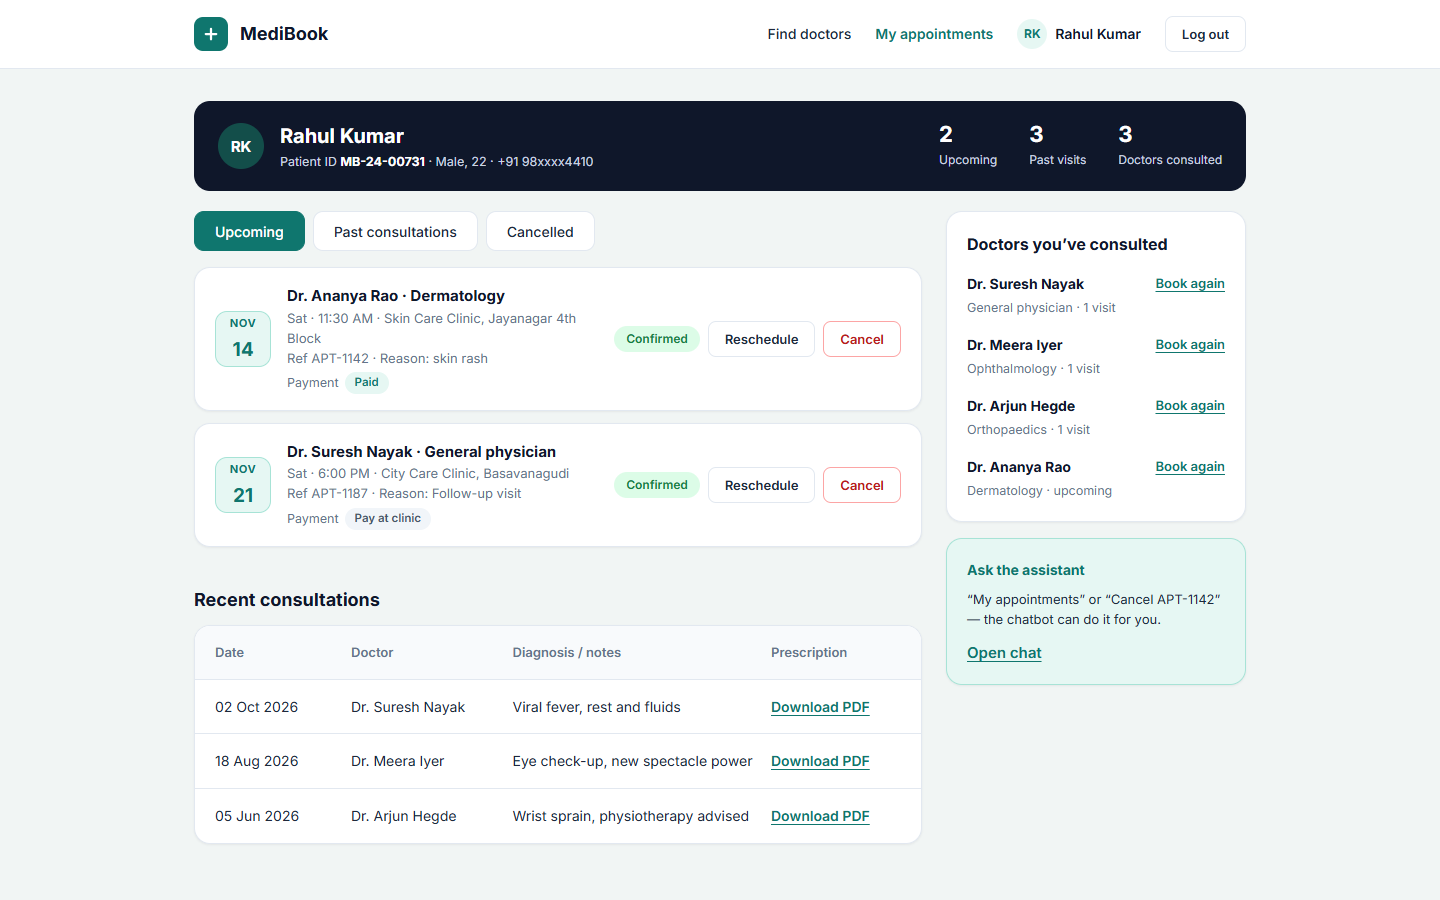 MediBook
Find doctors
My appointments
RK
Rahul Kumar
Log out
RK
Rahul Kumar
Patient ID MB-24-00731 · Male, 22 · +91 98xxxx4410
2
Upcoming
3
Past visits
3
Doctors consulted
Upcoming
Past consultations
Cancelled
NOV
14
Dr. Ananya Rao · Dermatology
Sat · 11:30 AM · Skin Care Clinic, Jayanagar 4th
Block
Ref APT-1142 · Reason: skin rash
Payment Paid
Confirmed
Reschedule
Cancel
NOV
21
Dr. Suresh Nayak · General physician
Sat · 6:00 PM · City Care Clinic, Basavanagudi
Ref APT-1187 · Reason: Follow-up visit
Payment Pay at clinic
Confirmed
Reschedule
Cancel
Recent consultations
Date Doctor Diagnosis / notes Prescription
02 Oct 2026 Dr. Suresh Nayak Viral fever, rest and fluids Download PDF
18 Aug 2026 Dr. Meera Iyer Eye check-up, new spectacle power Download PDF
05 Jun 2026 Dr. Arjun Hegde Wrist sprain, physiotherapy advised Download PDF
Doctors you’ve consulted
Dr. Suresh Nayak Book again
General physician · 1 visit
Dr. Meera Iyer Book again
Ophthalmology · 1 visit
Dr. Arjun Hegde Book again
Orthopaedics · 1 visit
Dr. Ananya Rao Book again
Dermatology · upcoming
Ask the assistant
“My appointments” or “Cancel APT-1142”
— the chatbot can do it for you.
Open chat